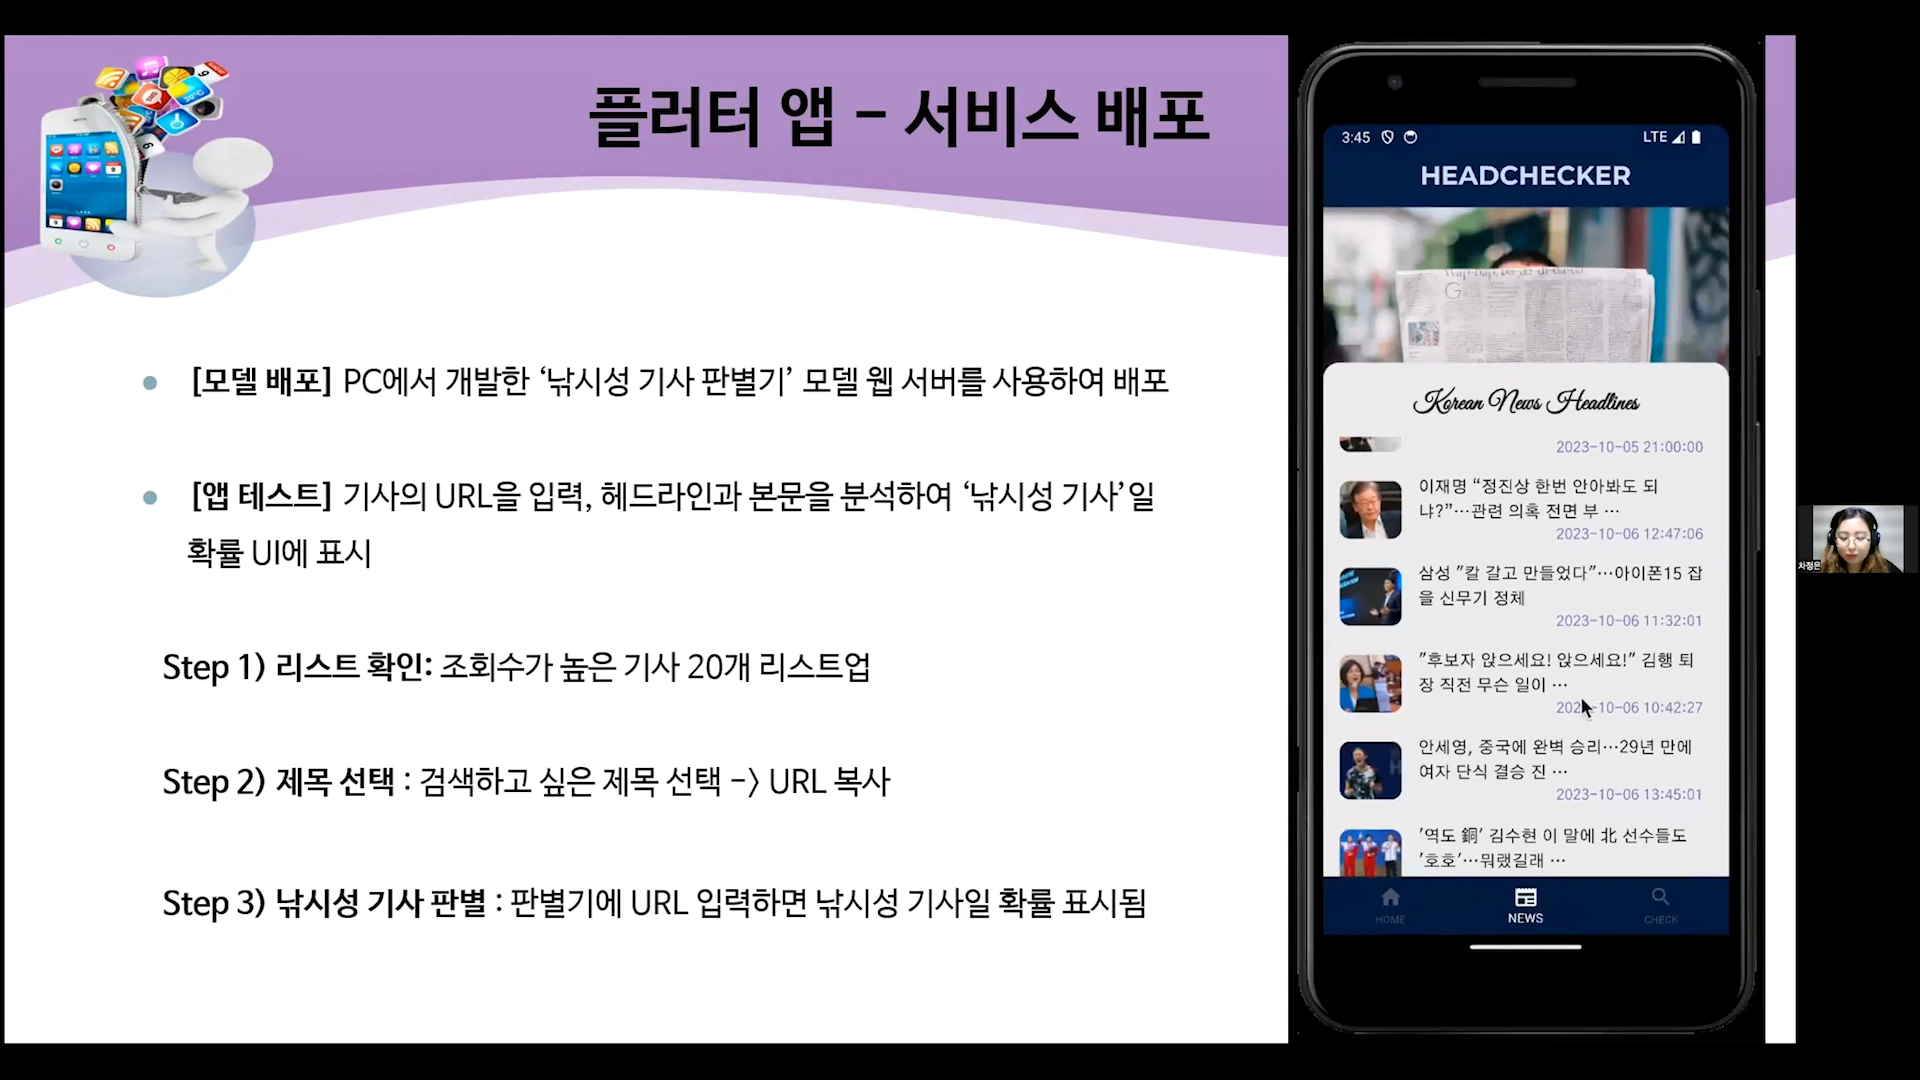 플러터 앱 - 서비스 배포
[모델 배포] PC에서 개발한 ‘낚시성 기사 판별기’ 모델 웹 서버를 사용하여 배포
[앱 테스트] 기사의 URL을 입력, 헤드라인과 본문을 분석하여 ‘낚시성 기사’일
확률 UI에 표시
Step 1) 리스트 확인: 조회수가 높은 기사 20개 리스트업
Step 2) 제목 선택 : 검색하고 싶은 제목 선택 -> URL 복사
Step 3) 낚시성 기사 판별 : 판별기에 URL 입력하면 낚시성 기사일 확률 표시됨
3:45
LTE
HEADCHECKER
Korean News Headlines
2023-10-05 21:00:00
이재명 “정진상 한번 안아봐도 되
냐?”…관련 의혹 전면 부 …
2023-10-06 12:47:06
삼성 "칼 갈고 만들었다"…아이폰15 잡
을 신무기 정체
2023-10-06 11:32:01
"후보자 앉으세요! 앉으세요!" 김행 퇴
장 직전 무슨 일이 …
2023-10-06 10:42:27
안세영, 중국에 완벽 승리…29년 만에
여자 단식 결승 진 …
2023-10-06 13:45:01
'역도 銅' 김수현 이 말에 北 선수들도
'호호'…뭐랬길래 …
HOME
NEWS
CHECK
차정은